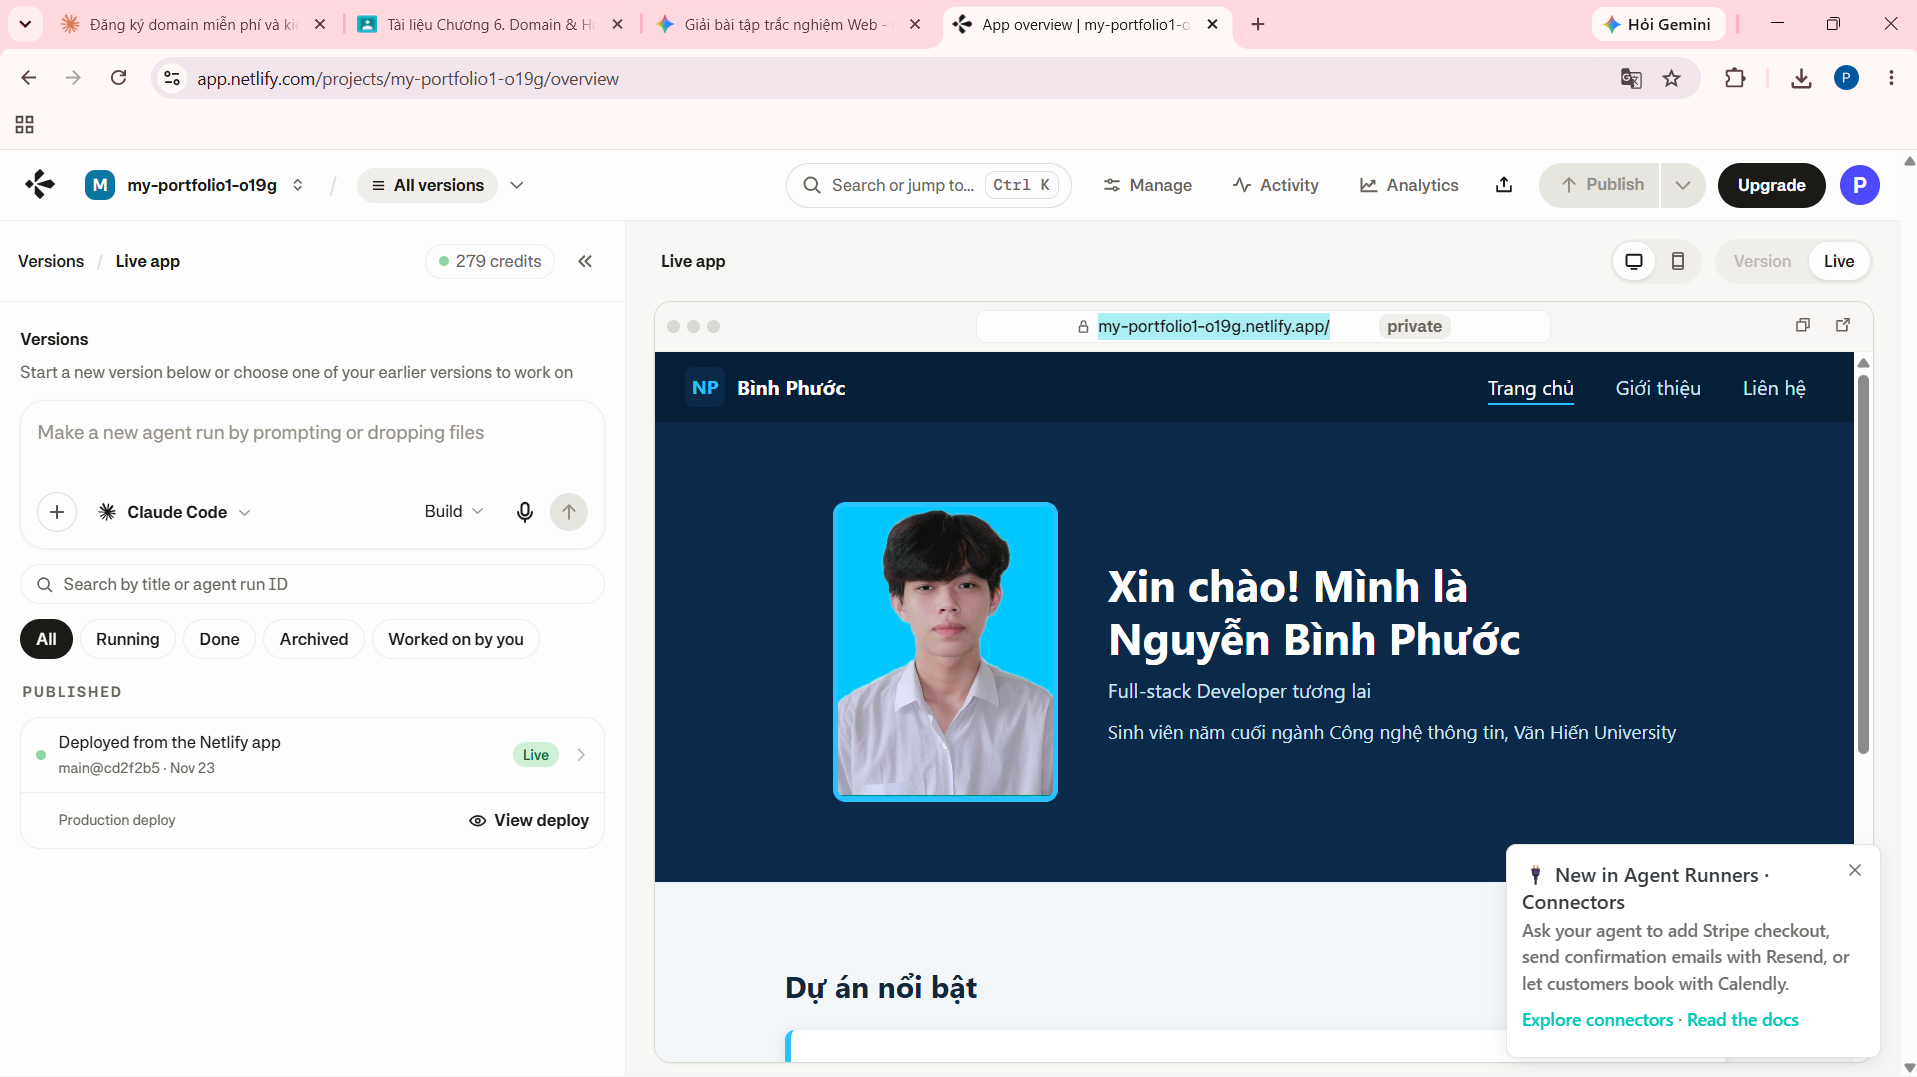 Đăng ký domain miễn phí và kiể
Tài liệu Chương 6. Domain & Ho
Giải bài tập trắc nghiệm Web -
App overview | my-portfolio1-o
Hỏi Gemini
app.netlify.com/projects/my-portfolio1-o19g/overview
P
M my-portfolio1-o19g / All versions
Search or jump to... Ctrl K
Manage
Activity
Analytics
Publish
Upgrade
P
Versions / Live app
279 credits
Versions
Start a new version below or choose one of your earlier versions to work on
Make a new agent run by prompting or dropping files
Claude Code
Build
Search by title or agent run ID
All
Running
Done
Archived
Worked on by you
PUBLISHED
Deployed from the Netlify app
main@cd2f2b5 · Nov 23
Live
Production deploy
View deploy
Live app
Version
Live
my-portfolio1-o19g.netlify.app/
private
NP Bình Phước
Trang chủ
Giới thiệu
Liên hệ
Xin chào! Mình là
Nguyễn Bình Phước
Full-stack Developer tương lai
Sinh viên năm cuối ngành Công nghệ thông tin, Văn Hiến University
Dự án nổi bật
New in Agent Runners ·
Connectors
Ask your agent to add Stripe checkout,
send confirmation emails with Resend, or
let customers book with Calendly.
Explore connectors · Read the docs